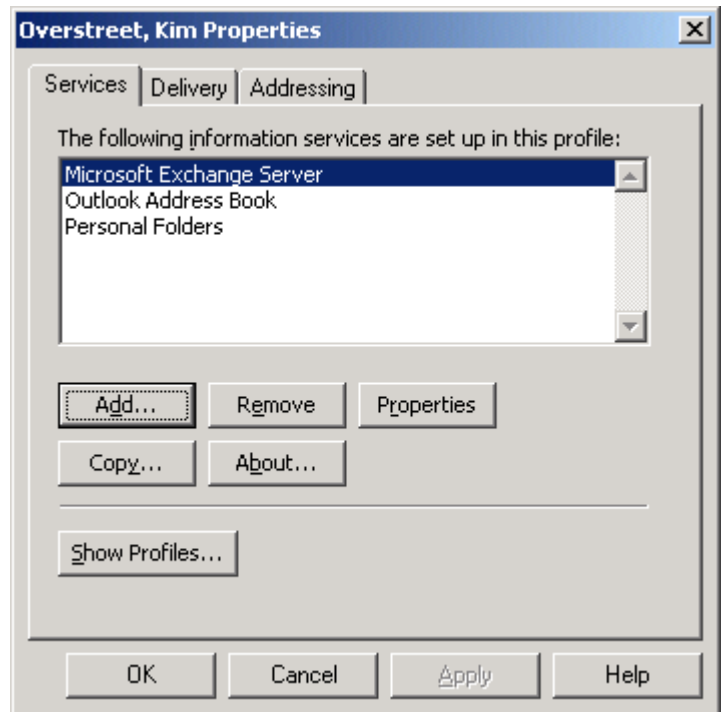 Overstreet, Kim Properties
Services Delivery Addressing
The following information services are set up in this profile:
Microsoft Exchange Server
Outlook Address Book
Personal Folders
Add... Remove Properties
Copy... About...
Show Profiles...
OK Cancel Apply Help